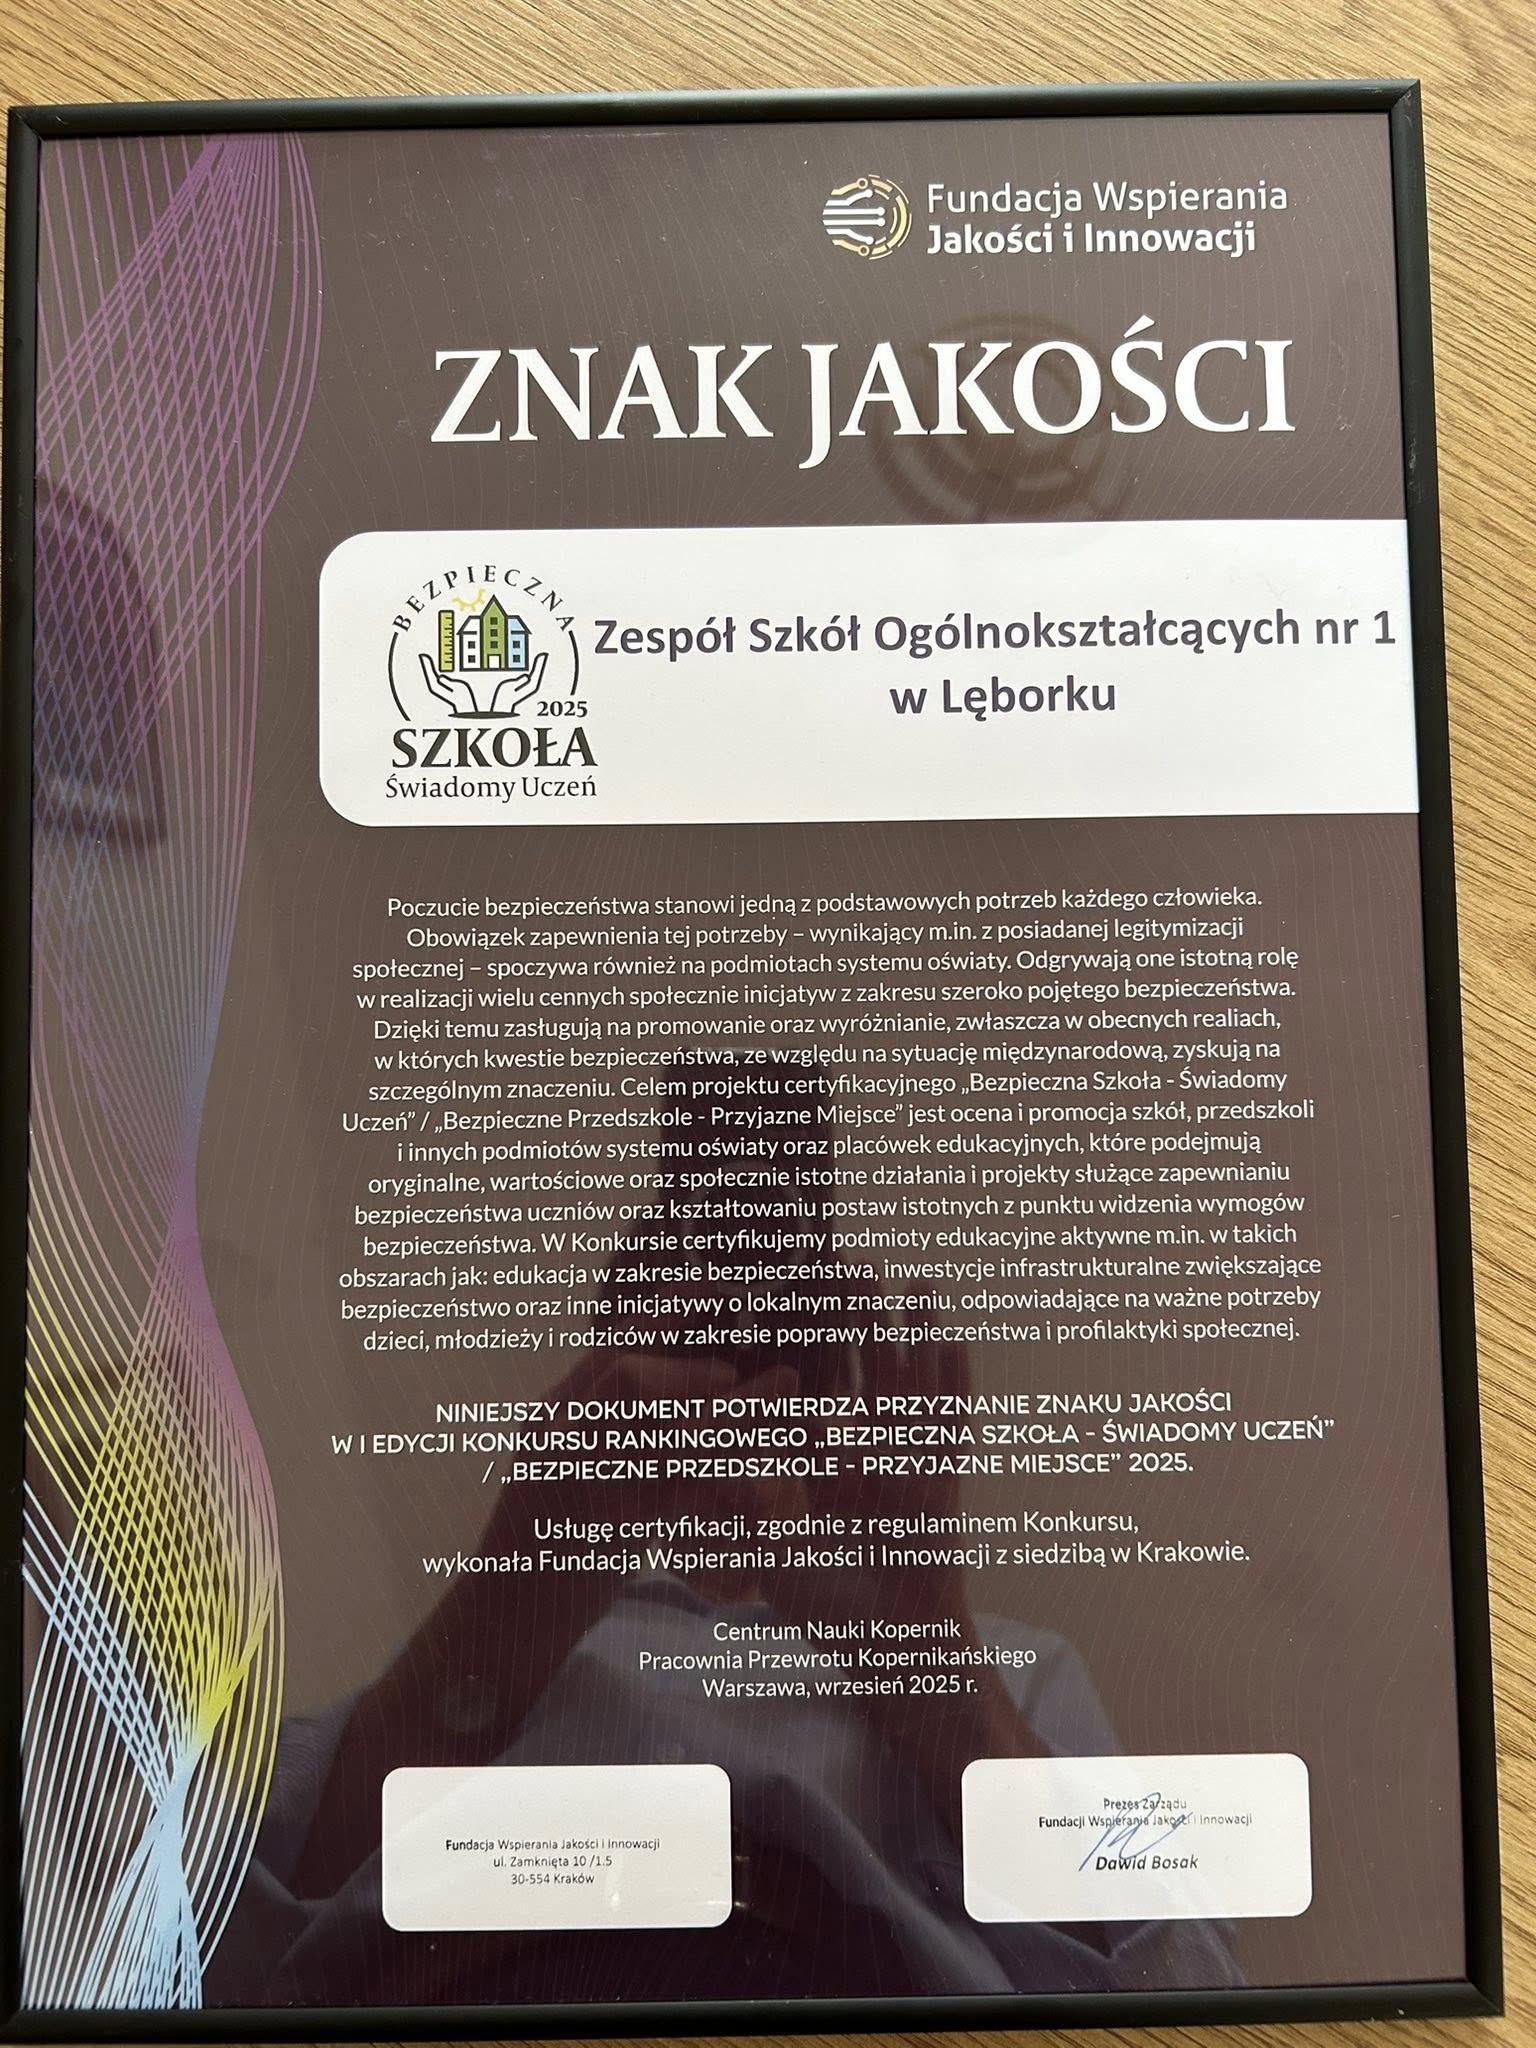 Fundacja Wspierania
Jakości i Innowacji
ZNAK JAKOŚCI
BEZPIECZNA
2025
SZKOŁA
Świadomy Uczeń
Zespół Szkół Ogólnokształcących nr 1
w Lęborku
Poczucie bezpieczeństwa stanowi jedną z podstawowych potrzeb każdego człowieka.
Obowiązek zapewnienia tej potrzeby – wynikający m.in. z posiadanej legitymizacji
społecznej – spoczywa również na podmiotach systemu oświaty. Odgrywają one istotną rolę
w realizacji wielu cennych społecznie inicjatyw z zakresu szeroko pojętego bezpieczeństwa.
Dzięki temu zasługują na promowanie oraz wyróżnianie, zwłaszcza w obecnych realiach,
w których kwestie bezpieczeństwa, ze względu na sytuację międzynarodową, zyskują na
szczególnym znaczeniu. Celem projektu certyfikacyjnego „Bezpieczna Szkoła - Świadomy
Uczeń” / „Bezpieczne Przedszkole - Przyjazne Miejsce” jest ocena i promocja szkół, przedszkoli
i innych podmiotów systemu oświaty oraz placówek edukacyjnych, które podejmują
oryginalne, wartościowe oraz społecznie istotne działania i projekty służące zapewnianiu
bezpieczeństwa uczniów oraz kształtowaniu postaw istotnych z punktu widzenia wymogów
bezpieczeństwa. W Konkursie certyfikujemy podmioty edukacyjne aktywne m.in. w takich
obszarach jak: edukacja w zakresie bezpieczeństwa, inwestycje infrastrukturalne zwiększające
bezpieczeństwo oraz inne inicjatywy o lokalnym znaczeniu, odpowiadające na ważne potrzeby
dzieci, młodzieży i rodziców w zakresie poprawy bezpieczeństwa i profilaktyki społecznej.
NINIEJSZY DOKUMENT POTWIERDZA PRZYZNANIE ZNAKU JAKOŚCI
W I EDYCJI KONKURSU RANKINGOWEGO „BEZPIECZNA SZKOŁA - ŚWIADOMY UCZEŃ”
/ „BEZPIECZNE PRZEDSZKOLE - PRZYJAZNE MIEJSCE” 2025.
Usługę certyfikacji, zgodnie z regulaminem Konkursu,
wykonała Fundacja Wspierania Jakości i Innowacji z siedzibą w Krakowie.
Centrum Nauki Kopernik
Pracownia Przewrotu Kopernikańskiego
Warszawa, wrzesień 2025 r.
Fundacja Wspierania Jakości i Innowacji
ul. Zamknięta 10 /1.5
30-554 Kraków
Prezes Zarządu
Fundacji Wspierania Jakości i Innowacji
Dawid Bosak